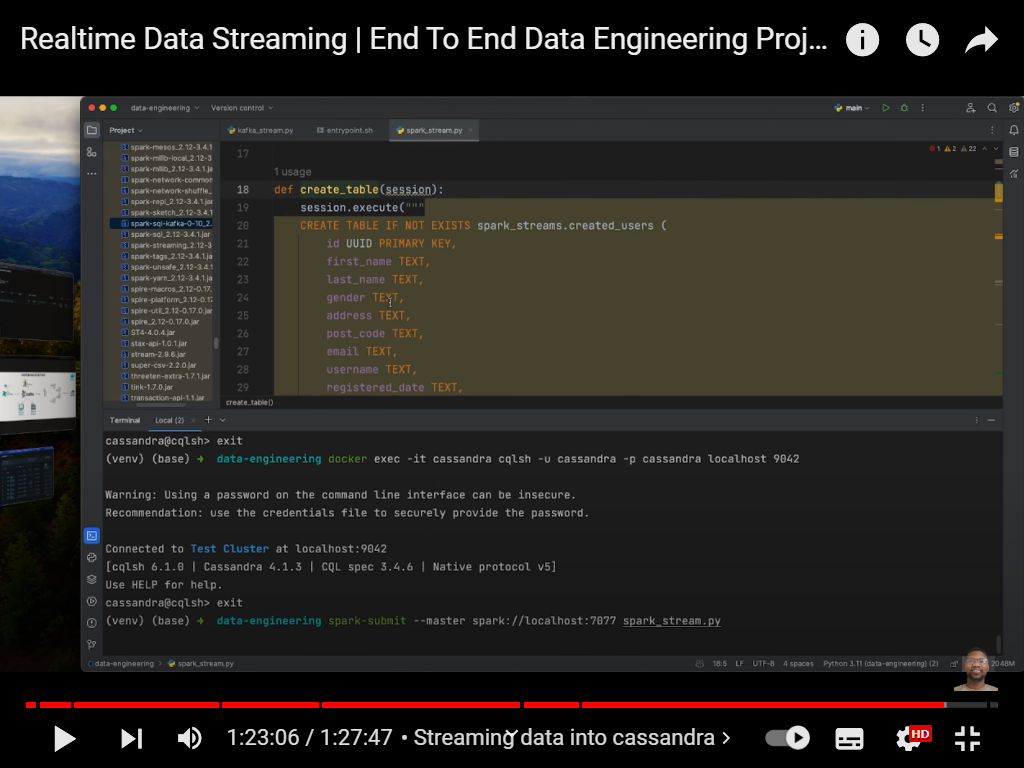 Realtime Data Streaming | End To End Data Engineering Proj...
data-engineering
Version control
main
Project
kafka_stream.py
entrypoint.sh
spark_stream.py
1 2 22
spark-mesos_2.12-3.4.1
spark-mllib-local_2.12-3
spark-mllib_2.12-3.4.1.ja
spark-network-common
spark-network-shuffle_
spark-repl_2.12-3.4.1.jar
spark-sketch_2.12-3.4.1
spark-sql-kafka-0-10_2.
spark-sql_2.12-3.4.1.jar
spark-streaming_2.12-3
spark-tags_2.12-3.4.1.jar
spark-unsafe_2.12-3.4.1
spark-yarn_2.12-3.4.1.jar
spire-macros_2.12-0.17.
spire-platform_2.12-0.17
spire-util_2.12-0.17.0.jar
spire_2.12-0.17.0.jar
ST4-4.0.4.jar
stax-api-1.0.1.jar
stream-2.9.6.jar
super-csv-2.2.0.jar
threeten-extra-1.7.1.jar
tink-1.7.0.jar
transaction-api-1.1.jar
17
1 usage
18 def create_table(session):
19 session.execute("""
20 CREATE TABLE IF NOT EXISTS spark_streams.created_users (
21 id UUID PRIMARY KEY,
22 first_name TEXT,
23 last_name TEXT,
24 gender TEXT,
25 address TEXT,
26 post_code TEXT,
27 email TEXT,
28 username TEXT,
29 registered_date TEXT,
create_table()
Terminal Local (2)
cassandra@cqlsh> exit
(venv) (base) ➜ data-engineering docker exec -it cassandra cqlsh -u cassandra -p cassandra localhost 9042
Warning: Using a password on the command line interface can be insecure.
Recommendation: use the credentials file to securely provide the password.
Connected to Test Cluster at localhost:9042
[cqlsh 6.1.0 | Cassandra 4.1.3 | CQL spec 3.4.6 | Native protocol v5]
Use HELP for help.
cassandra@cqlsh> exit
(venv) (base) ➜ data-engineering spark-submit --master spark://localhost:7077 spark_stream.py
data-engineering > spark_stream.py
18:5 LF UTF-8 4 spaces Python 3.11 (data-engineering) (2) 2048M
1:23:06 / 1:27:47 • Streaming data into cassandra >
HD